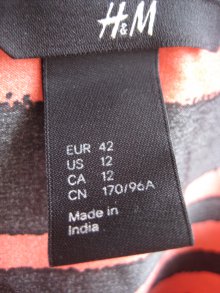 H&M
EUR 42
US 12
CA 12
CN 170/96A
Made in
India